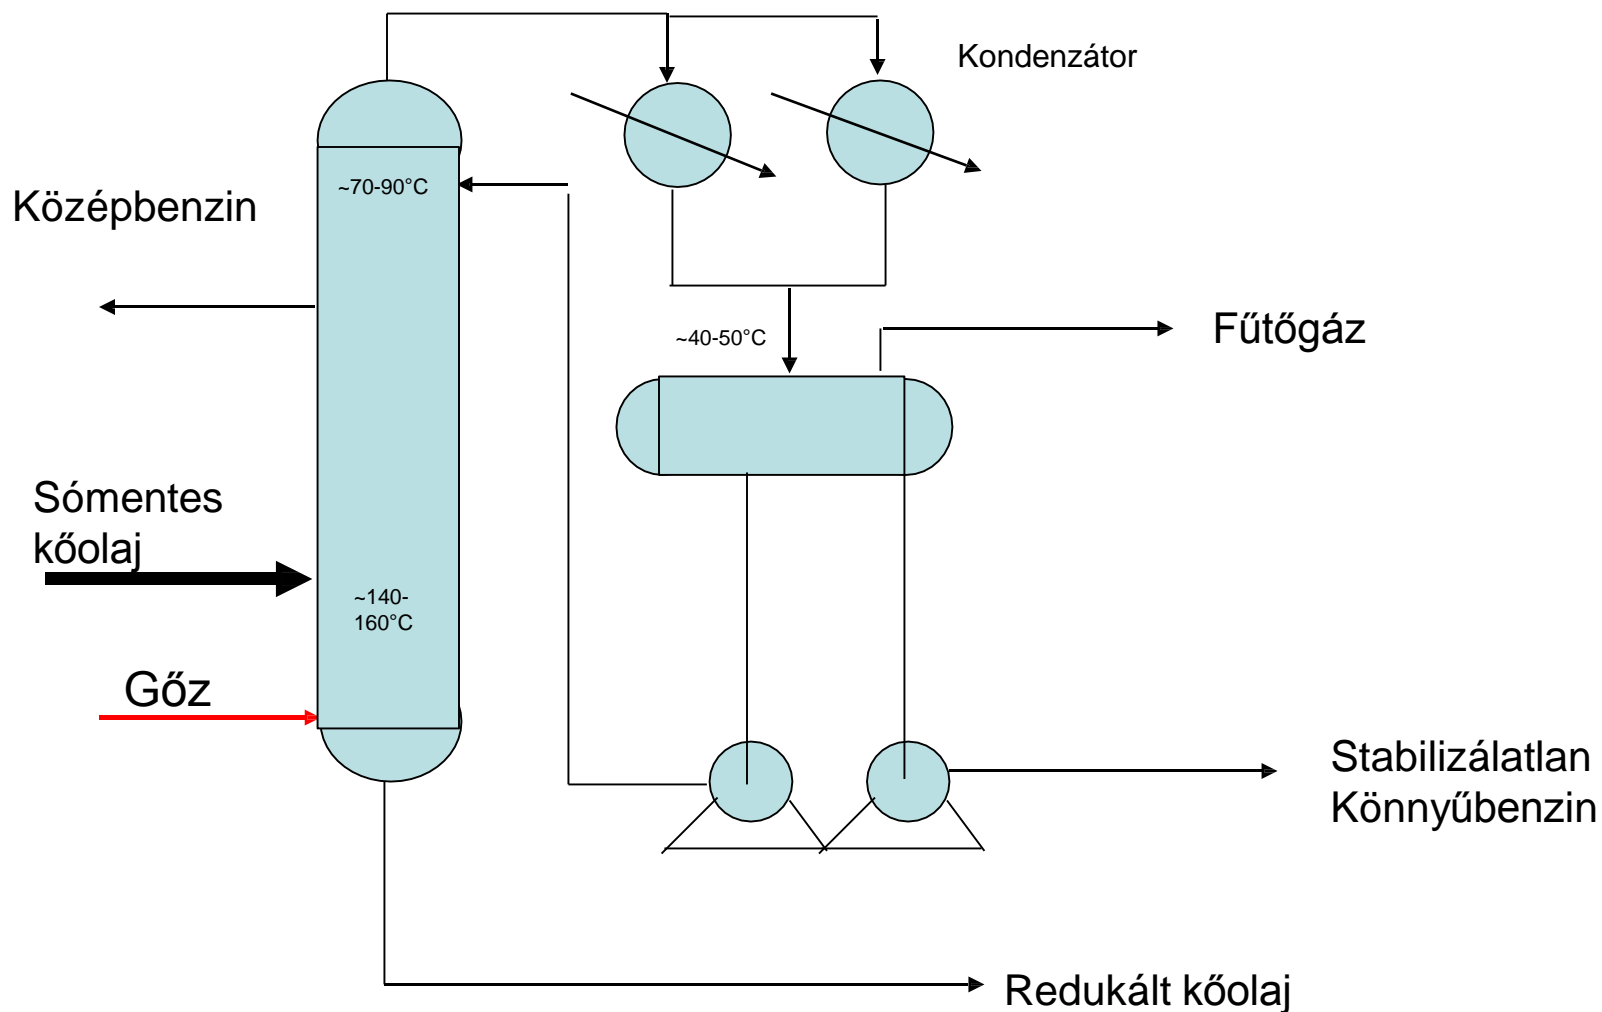 Kondenzátor
~70-90°C
Középbenzin
~40-50°C
Fűtőgáz
Sómentes
kőolaj
~140-
160°C
Gőz
Stabilizálatlan
Könnyűbenzin
Redukált kőolaj